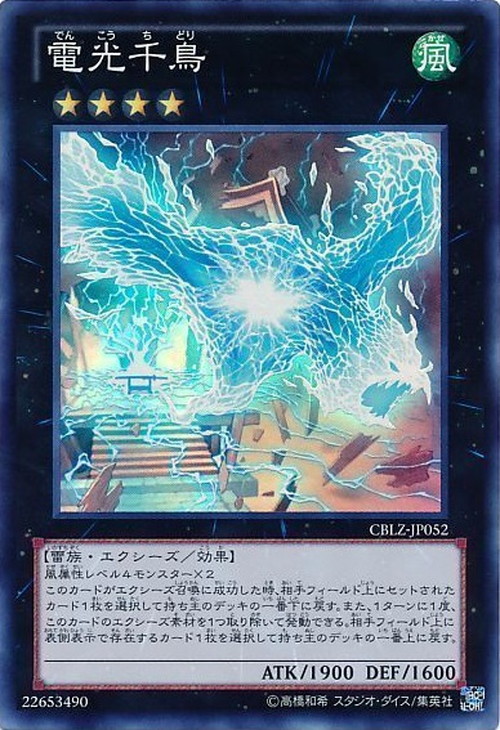 でんこうちどり
電光千鳥
かぜ
風
CBLZ-JP052
【雷族・エクシーズ/効果】
風属性レベル4モンスター×2
このカードがエクシーズ召喚に成功した時、相手フィールド上にセットされた
カード1枚を選択して持ち主のデッキの一番下に戻す。また、1ターンに1度、
このカードのエクシーズ素材を1つ取り除いて発動できる。相手フィールド上に
表側表示で存在するカード1枚を選択して持ち主のデッキの一番上に戻す。
ATK/1900 DEF/1600
22653490
©高橋和希 スタジオ・ダイス/集英社